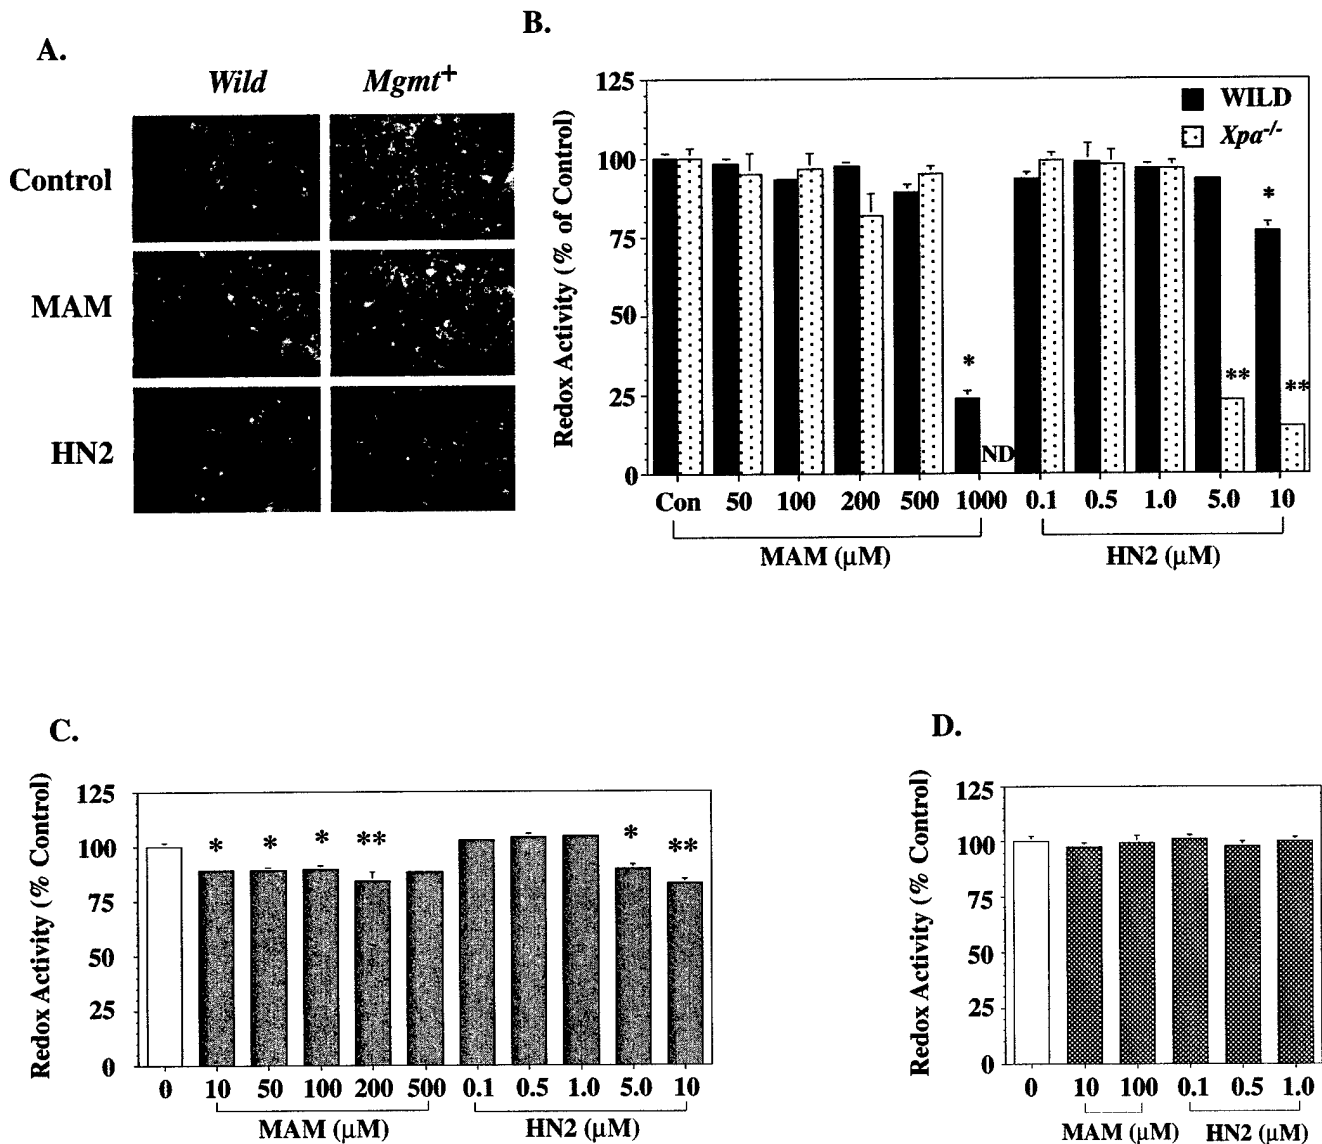 A.
Wild Mgmt+
Control
MAM
HN2
B.
Redox Activity (% of Control)
125
100
75
50
25
0
WILD
Xpa-/-
*
ND
**
*
**
Con 50 100 200 500 1000 0.1 0.5 1.0 5.0 10
MAM (μM) HN2 (μM)
C.
Redox Activity (% Control)
125
100
75
50
25
0
* * * ** * **
0 10 50 100 200 500 0.1 0.5 1.0 5.0 10
MAM (μM) HN2 (μM)
D.
Redox Activity (% Control)
125
100
75
50
25
0
0 10 100 0.1 0.5 1.0
MAM (μM) HN2 (μM)